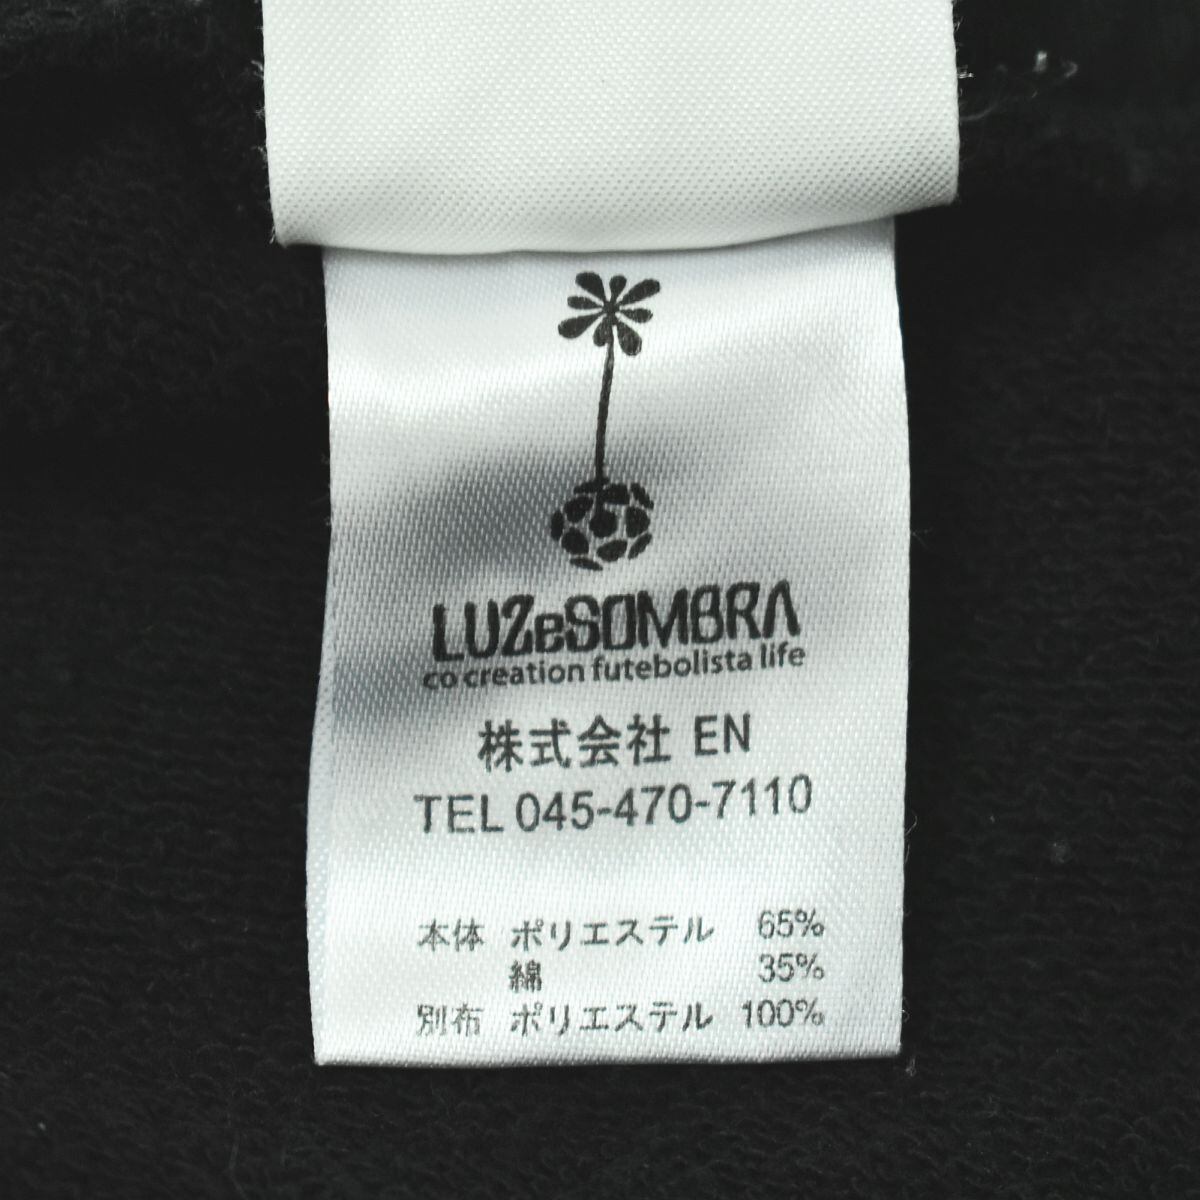 LUZeSOMBRA
co creation futebolista life
株式会社 EN
TEL 045-470-7110
本体 ポリエステル 65%
綿 35%
別布 ポリエステル 100%